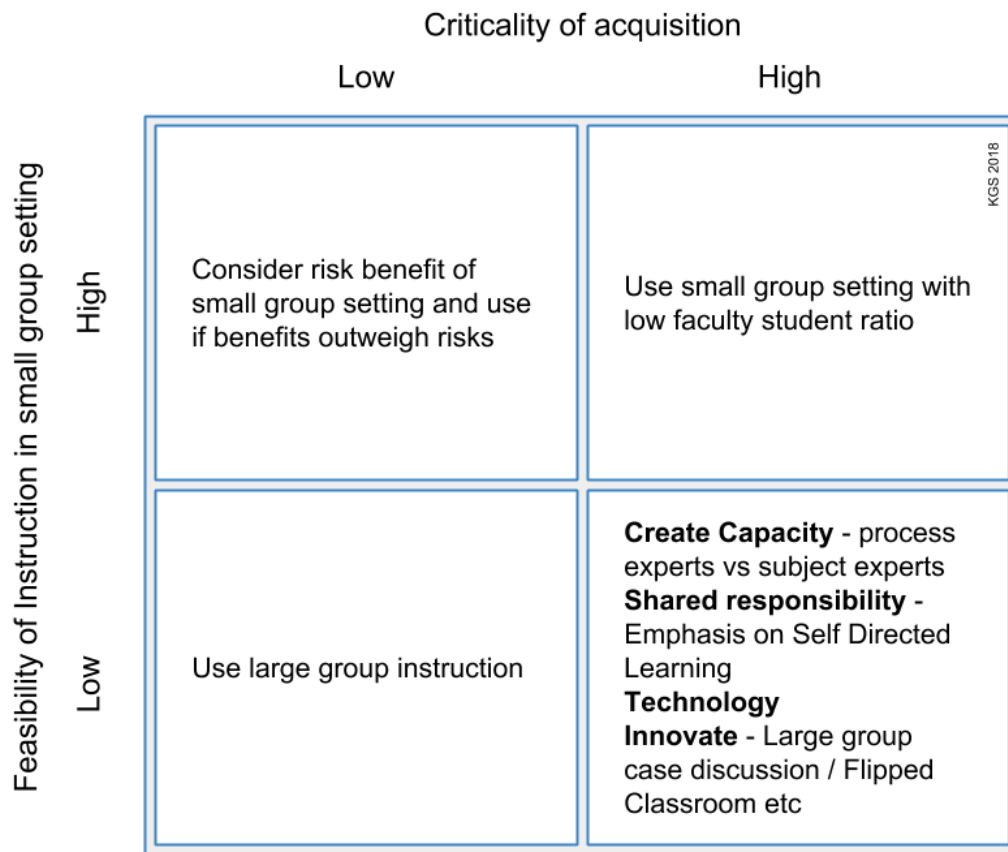 Criticality of acquisition
Low
High
Feasibility of Instruction in small group setting
High
Consider risk benefit of
small group setting and use
if benefits outweigh risks
Use small group setting with
low faculty student ratio
KGS 2018
Low
Use large group instruction
Create Capacity - process
experts vs subject experts
Shared responsibility -
Emphasis on Self Directed
Learning
Technology
Innovate - Large group
case discussion / Flipped
Classroom etc